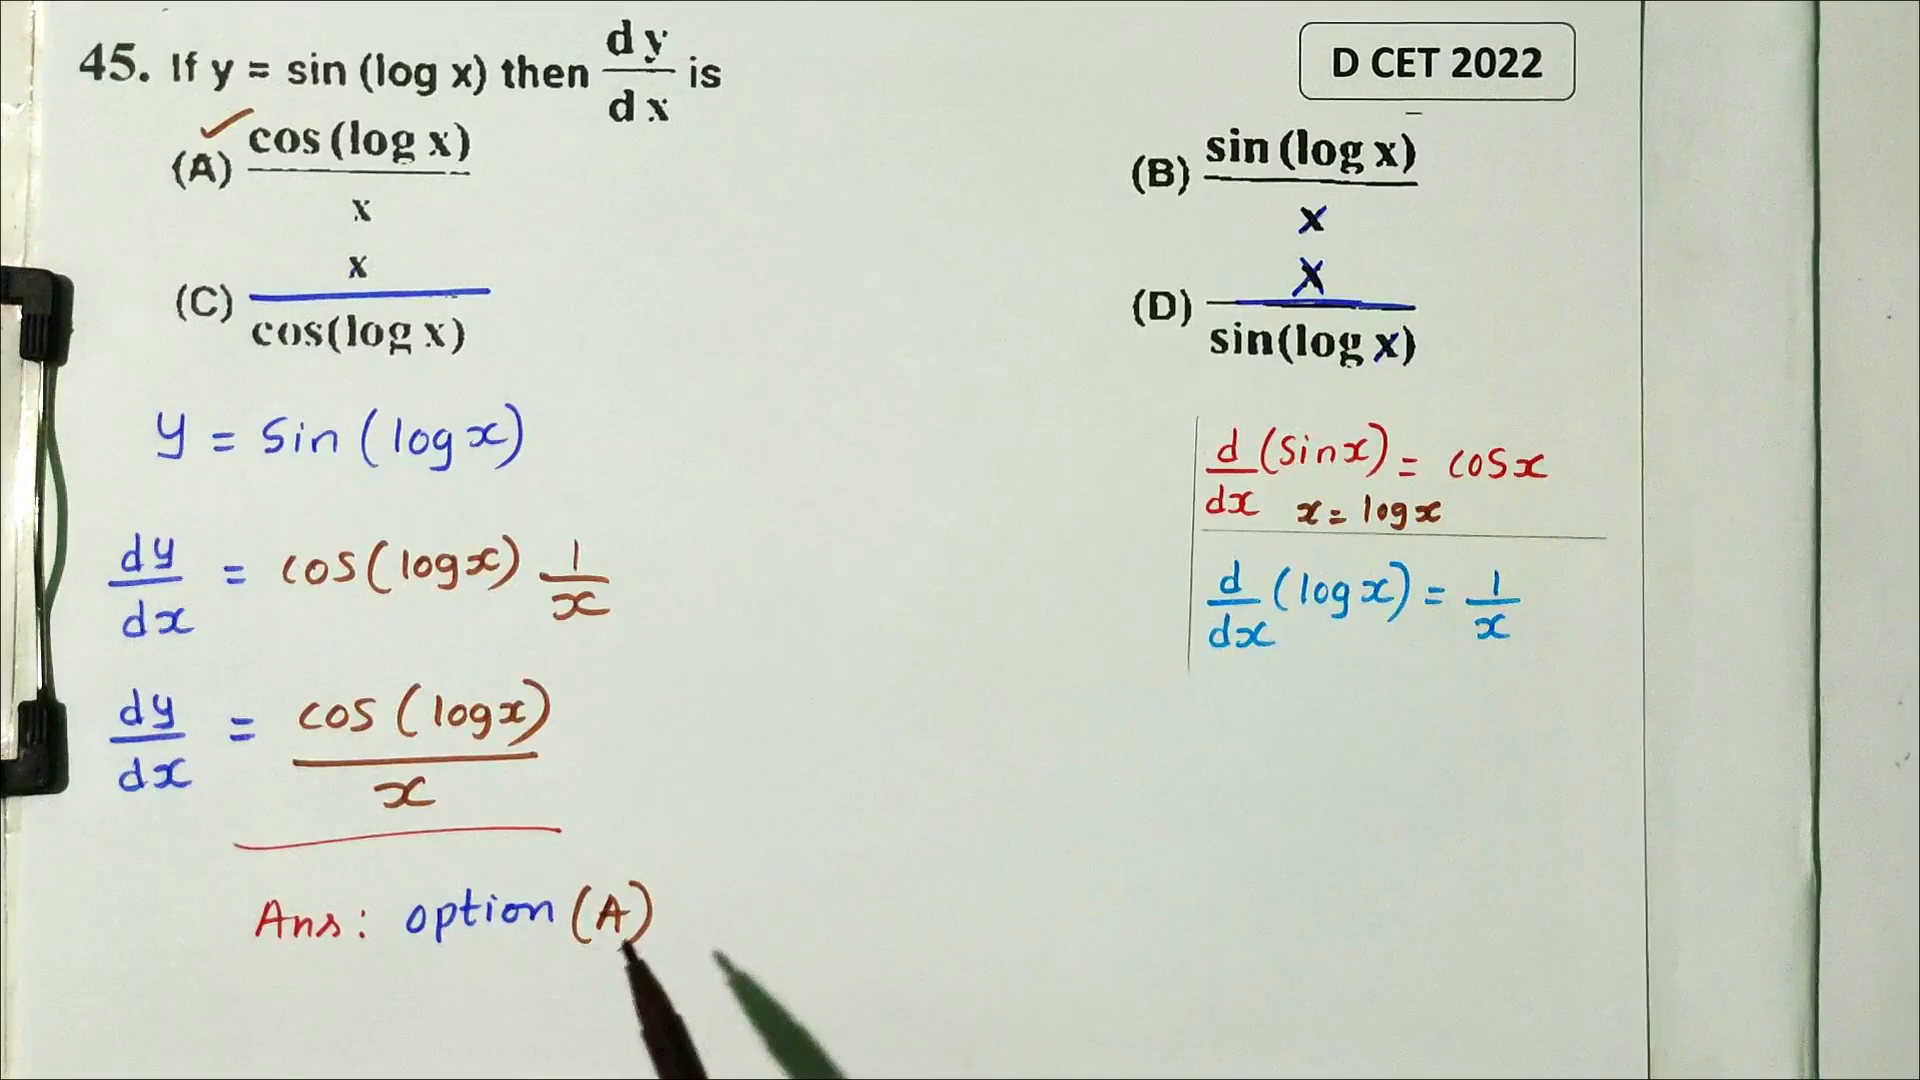 45. If y = sin (log x) then dy/dx is
D CET 2022
(A) cos (log x)/x
(B) sin (log x)/x
(C) x/cos(log x)
(D) x/sin(log x)
y = sin (log x)
dy/dx = cos (log x) 1/x
dy/dx = cos (log x)/x
Ans: option (A)
d/dx (sin x) = cos x
x = log x
d/dx (log x) = 1/x